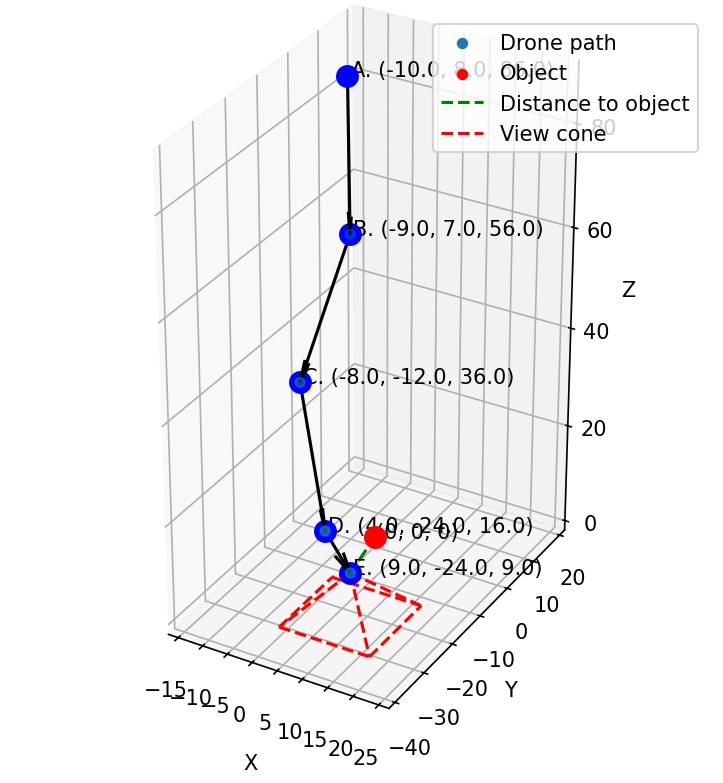 Drone path
Object
Distance to object
View cone
A. (-10.0, 8.0,
B. (-9.0, 7.0, 56.0)
C. (-8.0, -12.0, 36.0)
D. (4.0, -24.0, 16.0)
0, 0, 0)
E. (9.0, -24.0, 9.0)
80
60
40
20
0
Z
20
10
0
−10
−20
−30
−40
Y
−15
−10
−5
0
5
10
15
20
25
X